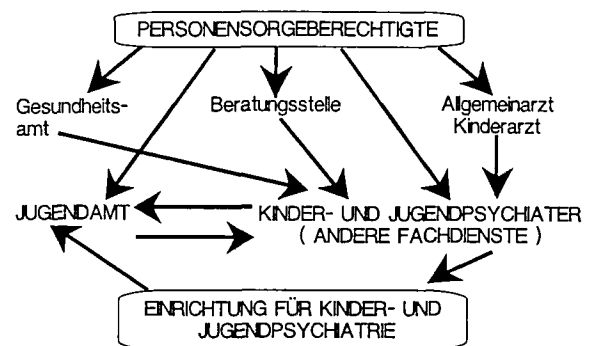 PERSONENSORGEBERECHTIGTE
Gesundheits-
amt
Beratungsstelle
Allgemeinarzt
Kinderarzt
JUGENDAMT
KINDER- UND JUGENDPSYCHIATER
( ANDERE FACHDIENSTE )
EINRICHTUNG FÜR KINDER- UND
JUGENDPSYCHIATRIE